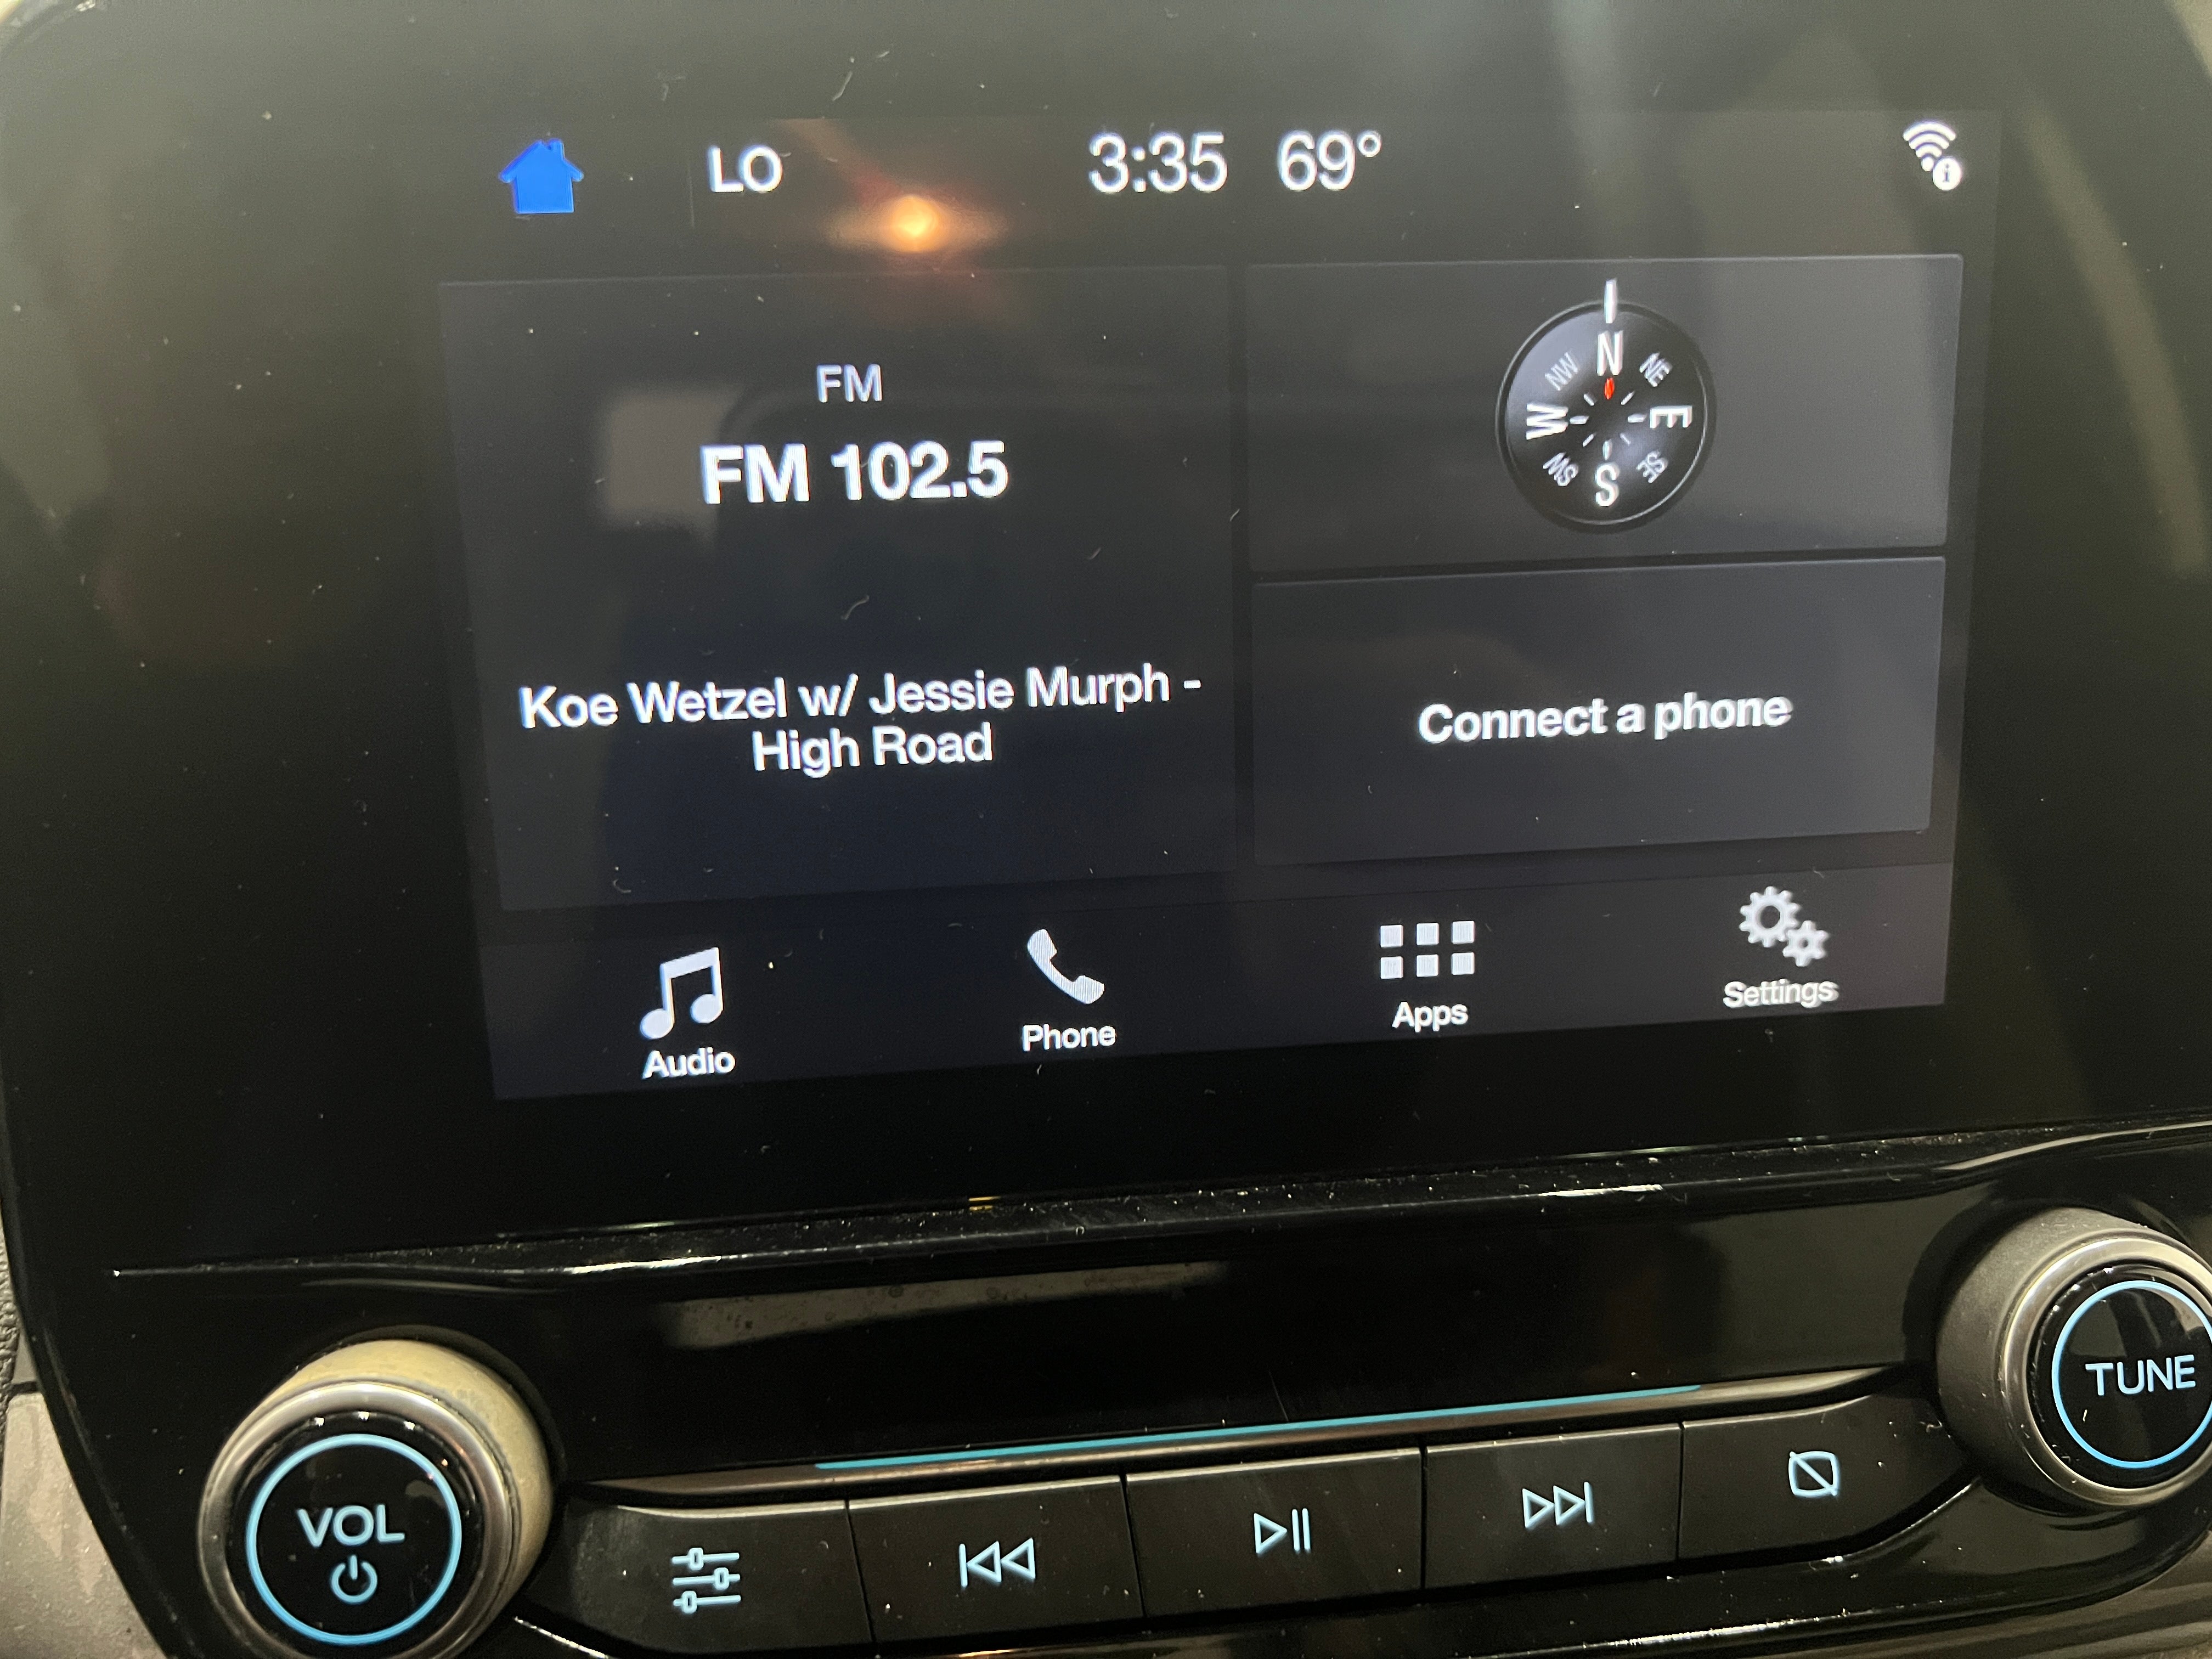 LO 3:35 69°
FM
FM 102.5
Koe Wetzel w/ Jessie Murph -
High Road
N
NE
E
SE
S
SW
W
NW
Connect a phone
Audio Phone Apps Settings
VOL
TUNE